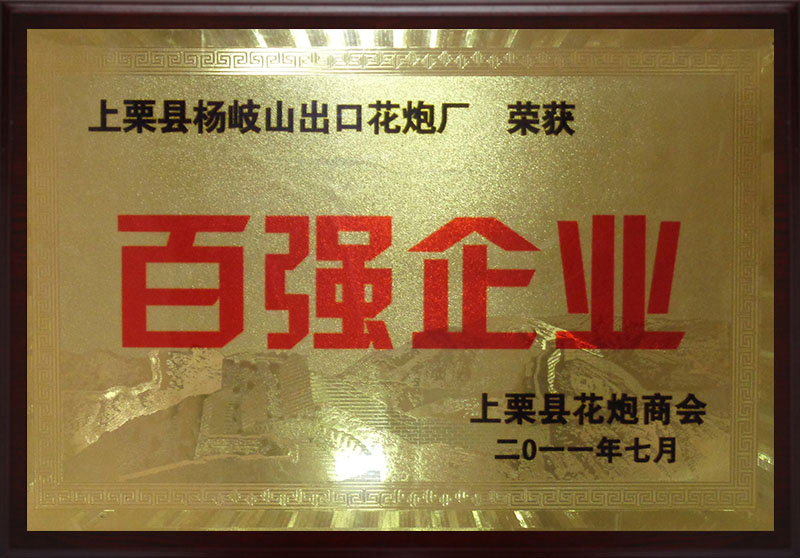 上栗县杨岐山出口花炮厂 荣获
百强企业
上栗县花炮商会
二0一一年七月